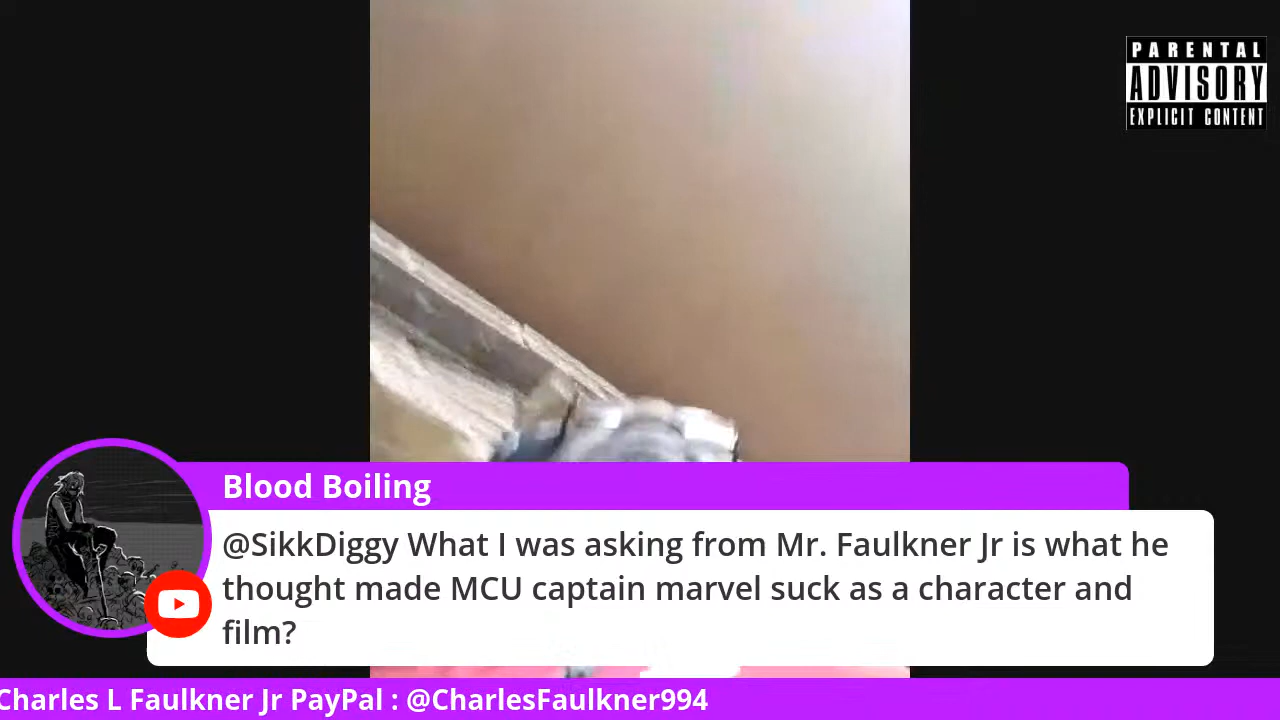 PARENTAL
ADVISORY
EXPLICIT CONTENT
Blood Boiling
@SikkDiggy What I was asking from Mr. Faulkner Jr is what he
thought made MCU captain marvel suck as a character and
film?
Charles L Faulkner Jr PayPal : @CharlesFaulkner994